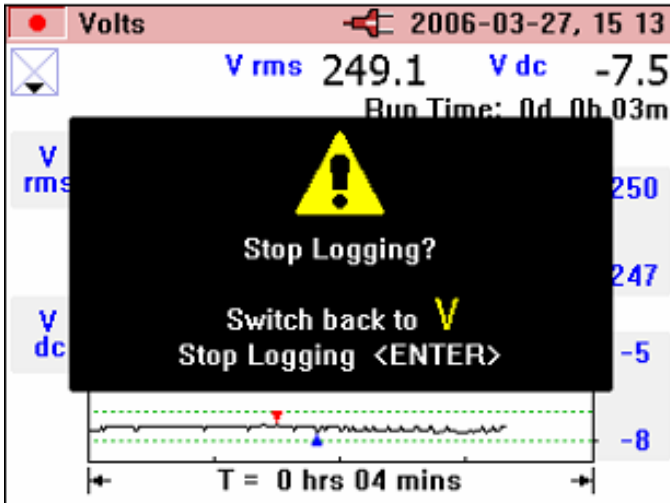 Volts 2006-03-27, 15 13
V rms 249.1 V dc -7.5
Run Time: 0d 0h 03m
V
rms
250
Stop Logging?
247
Switch back to V
V
dc
Stop Logging <ENTER>
-5
-8
T = 0 hrs 04 mins